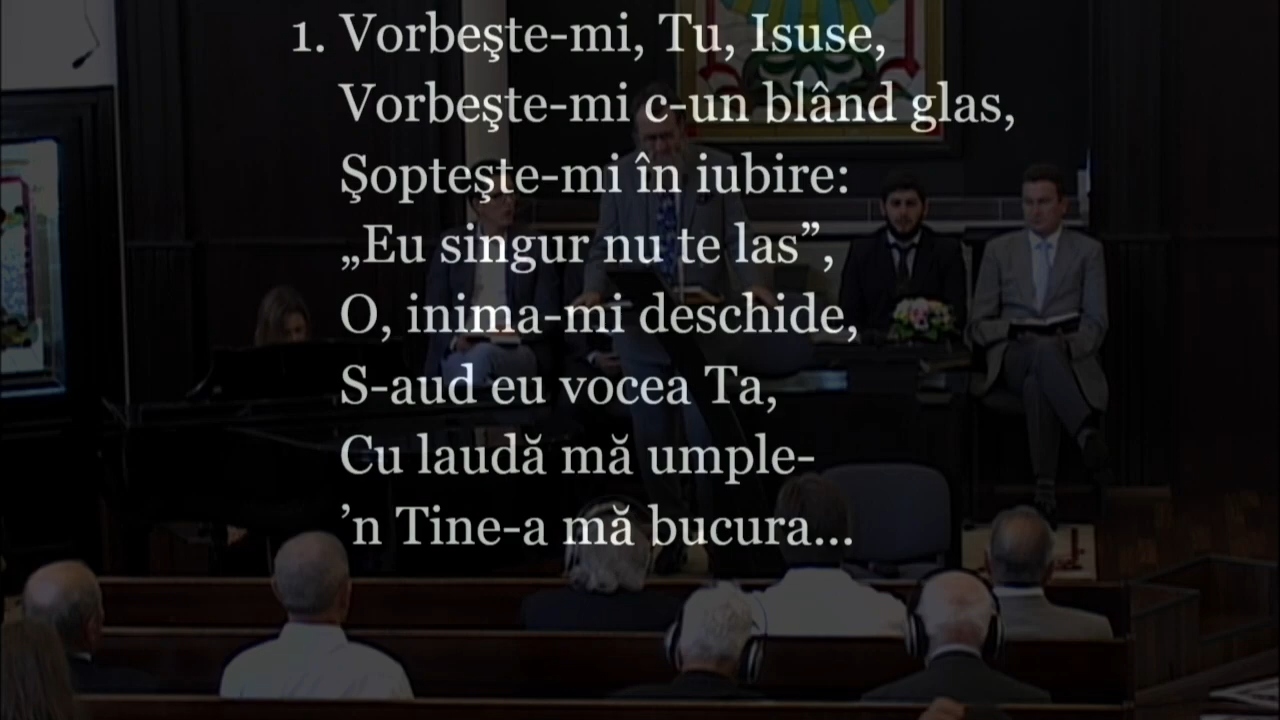 1. Vorbeşte-mi, Tu, Isuse,
Vorbeşte-mi c-un blând glas,
Şopteşte-mi în iubire:
„Eu singur nu te las”,
O, inima-mi deschide,
S-aud eu vocea Ta,
Cu laudă mă umple-
’n Tine-a mă bucura...